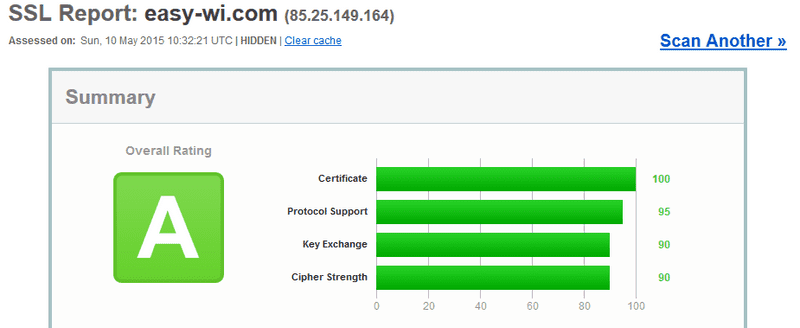 SSL Report: easy-wi.com (85.25.149.164)
Assessed on: Sun, 10 May 2015 10:32:21 UTC | HIDDEN | Clear cache
Scan Another »
Summary
Overall Rating
A
Certificate 100
Protocol Support 95
Key Exchange 90
Cipher Strength 90
0 20 40 60 80 100